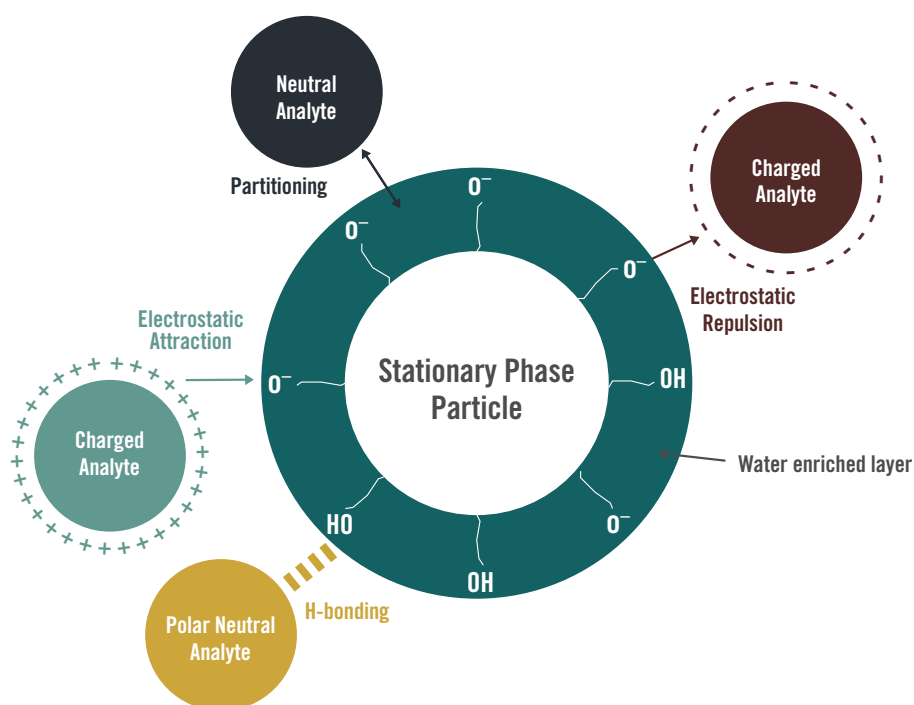 Neutral
Analyte
Partitioning
Charged
Analyte
Electrostatic
Repulsion
O⁻
O⁻
O⁻
Electrostatic
Attraction
O⁻
Stationary Phase
Particle
OH
Charged
Analyte
Water enriched layer
HO
O⁻
OH
H-bonding
Polar Neutral
Analyte